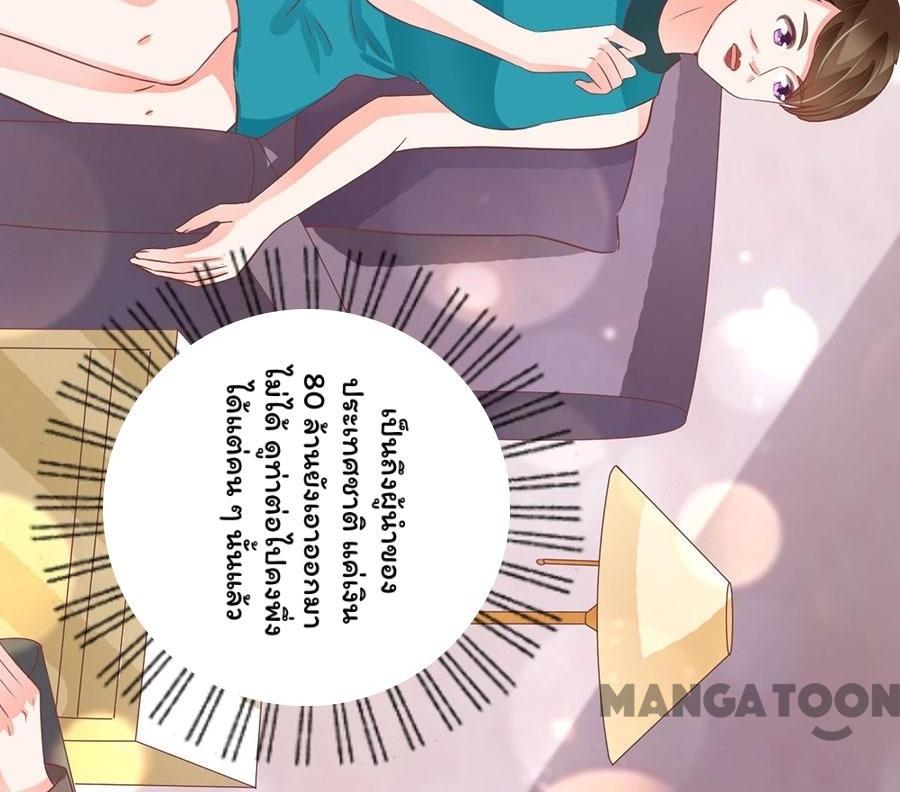 เป็นถึงผู้นำของ
ประเทศชาติ แต่เงิน
80 ล้านยังเอาออกมา
ไม่ได้ ดูท่าต่อไปคงพึ่ง
ได้แต่คน ๆ นั้นแล้ว
MANGATOON